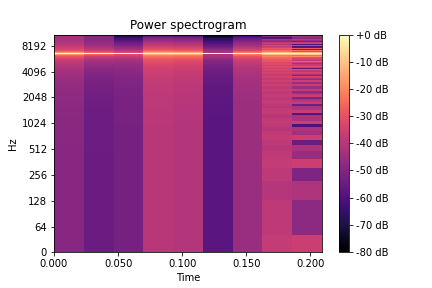 Power spectrogram
8192
4096
2048
1024
512
256
128
64
0
Hz
0.000 0.050 0.100 0.150 0.200
Time
+0 dB
-10 dB
-20 dB
-30 dB
-40 dB
-50 dB
-60 dB
-70 dB
-80 dB